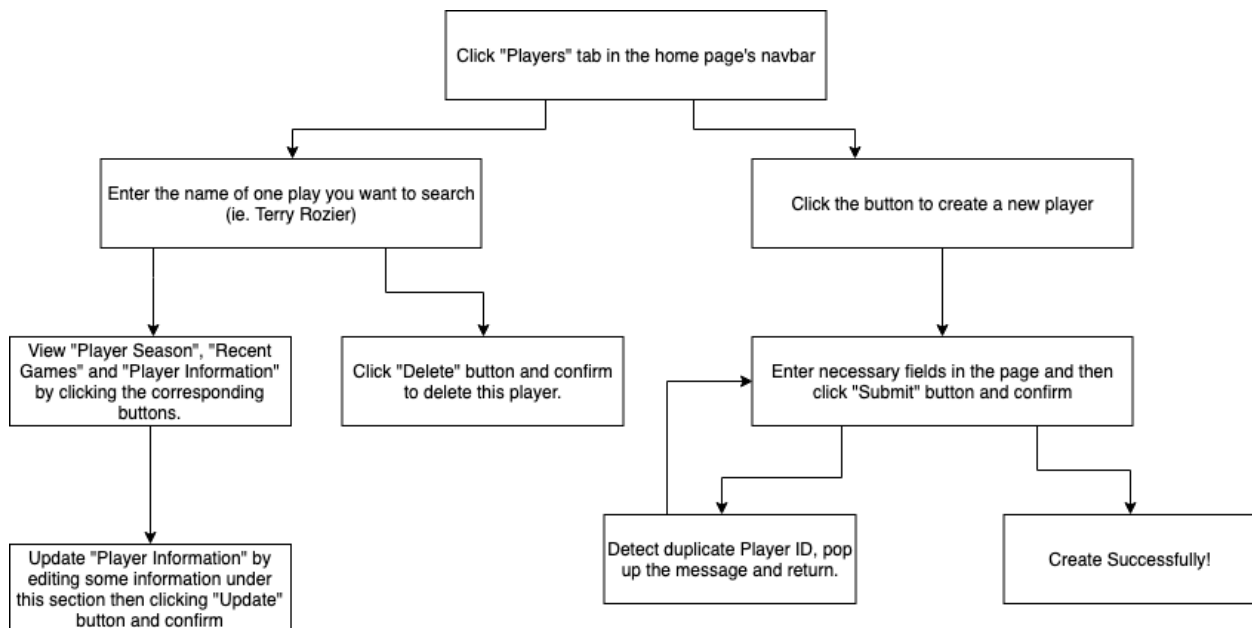 Click "Players" tab in the home page's navbar
Enter the name of one play you want to search
(ie. Terry Rozier)
Click the button to create a new player
View "Player Season", "Recent
Games" and "Player Information"
by clicking the corresponding
buttons.
Click "Delete" button and confirm
to delete this player.
Enter necessary fields in the page and then
click "Submit" button and confirm
Update "Player Information" by
editing some information under
this section then clicking "Update"
button and confirm
Detect duplicate Player ID, pop
up the message and return.
Create Successfully!